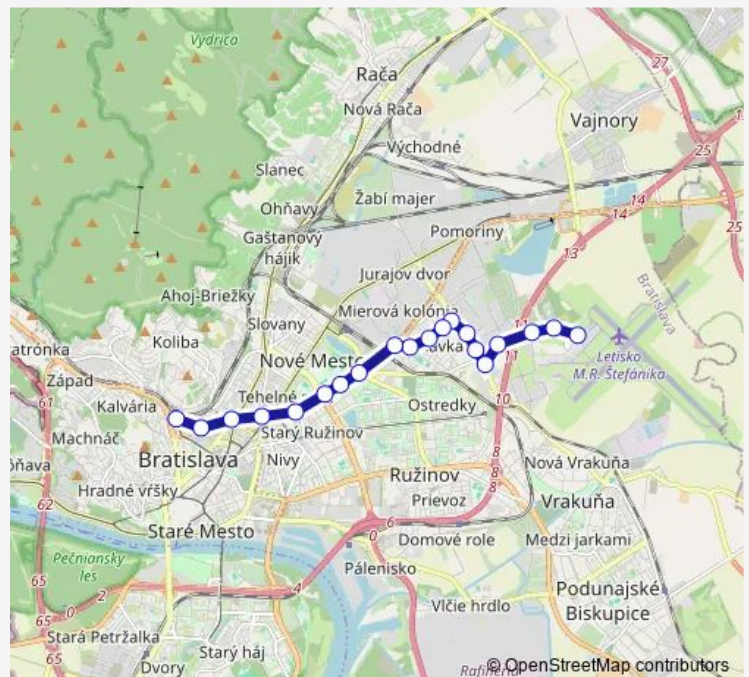 Vydrica
27
Rača
Nová Rača
Vajnory
Východné
25
Slanec
Žabí majer
14
14
Ohňavy
25
Gaštanový
hájik
Pomoriny
13
Jurajov dvor
Bratislava
Ahoj-Briežky
Mierová kolónia
Slovany
Koliba
11
Nové Mesto
Letisko
M.R. Štefánika
Západ
61
Tehelné
10
Kalvária
Ostredky
Starý Ružinov
Machnáč
Bratislava
Nivy
8
Nová Vrakuňa
Ružinov
8
8
Hradné vŕšky
Prievoz
Vrakuňa
62
Staré Mesto
6
0
Domové role
Medzi jarkami
Pečniansky
les
Pálenisko
65
4
2
Podunajské
Biskupice
0
65
Vlčie hrdlo
Stará Petržalka
65
Starý háj
Dvory
© OpenStreetMap contributors